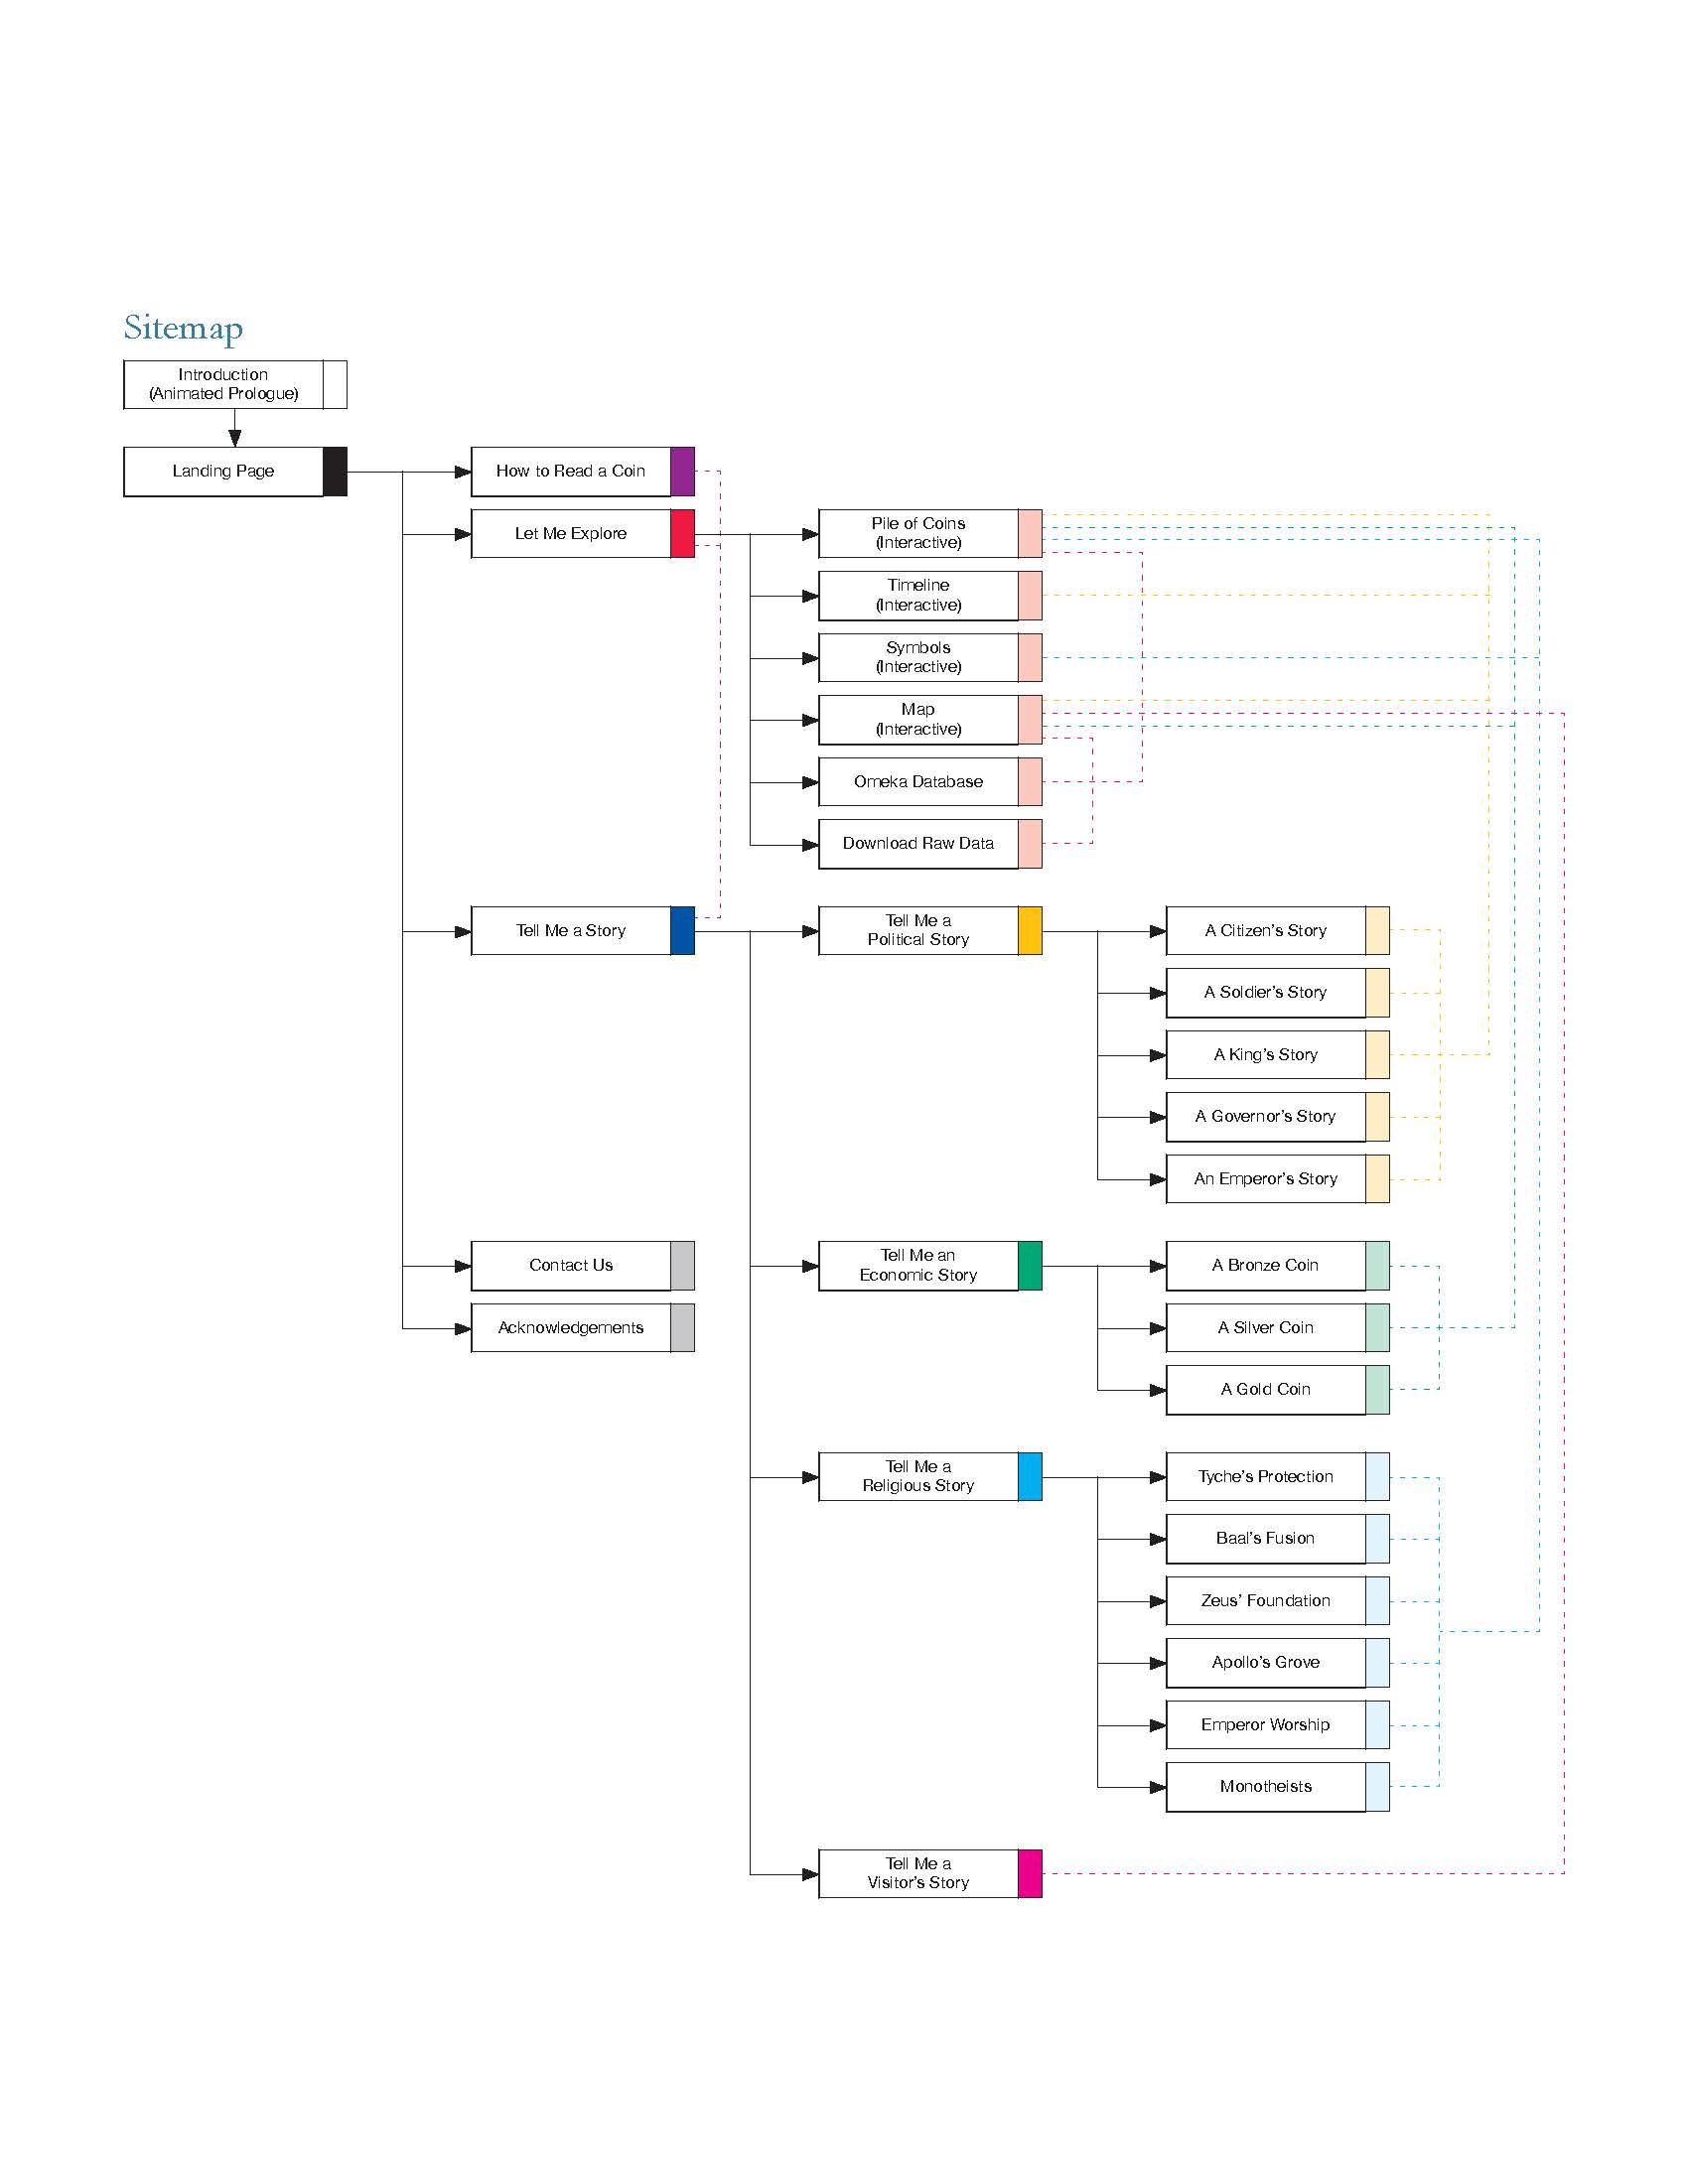 Sitemap
Introduction
(Animated Prologue)
Landing Page
How to Read a Coin
Let Me Explore
Pile of Coins
(Interactive)
Timeline
(Interactive)
Symbols
(Interactive)
Map
(Interactive)
Omeka Database
Download Raw Data
Tell Me a Story
Tell Me a
Political Story
A Citizen's Story
A Soldier's Story
A King's Story
A Governor's Story
An Emperor's Story
Contact Us
Acknowledgements
Tell Me an
Economic Story
A Bronze Coin
A Silver Coin
A Gold Coin
Tell Me a
Religious Story
Tyche's Protection
Baal's Fusion
Zeus' Foundation
Apollo's Grove
Emperor Worship
Monotheists
Tell Me a
Visitor's Story